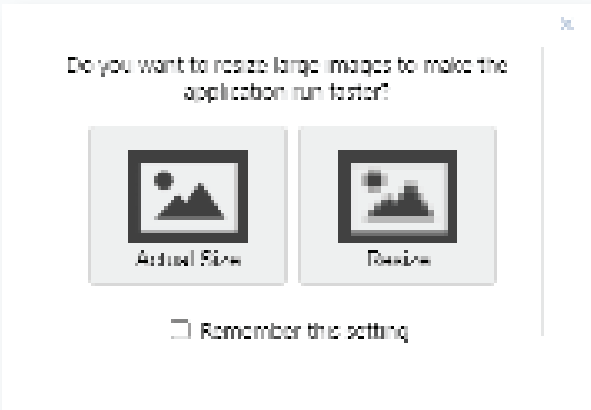 Do you want to resize large images to make the
application run faster?
Actual Size
Resize
Remember this setting